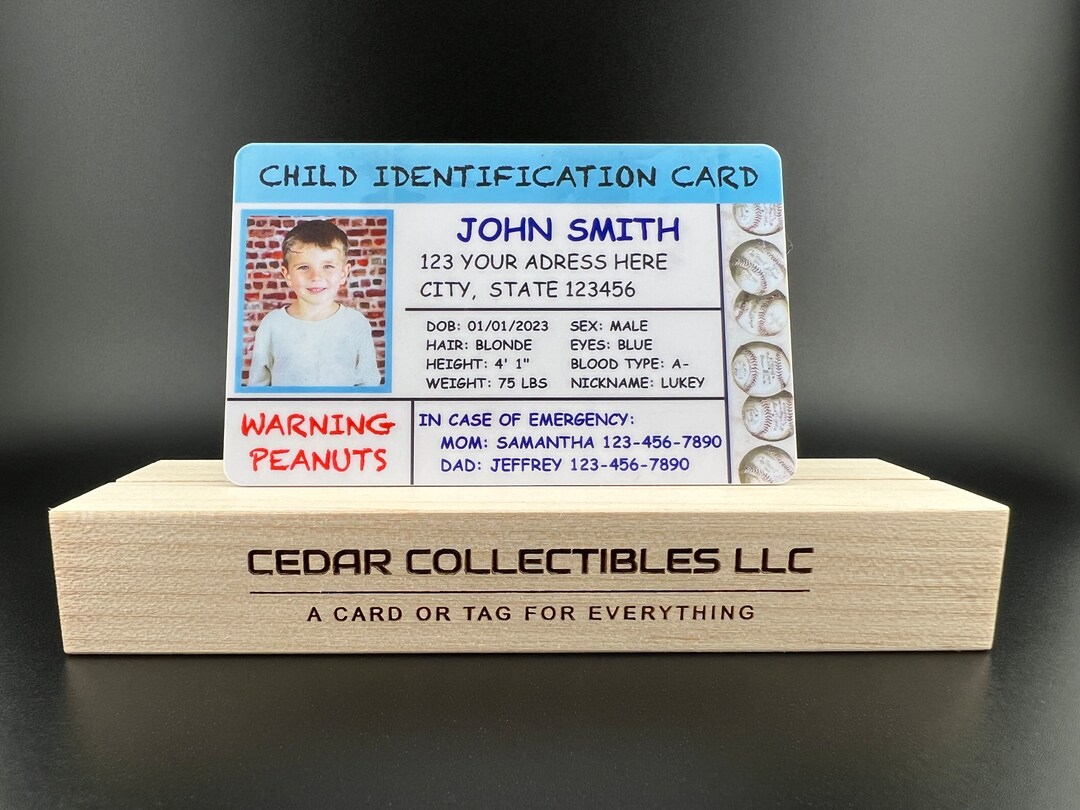 CHILD IDENTIFICATION CARD
JOHN SMITH
123 YOUR ADRESS HERE
CITY, STATE 123456
DOB: 01/01/2023 SEX: MALE
HAIR: BLONDE EYES: BLUE
HEIGHT: 4' 1" BLOOD TYPE: A-
WEIGHT: 75 LBS NICKNAME: LUKEY
WARNING
PEANUTS
IN CASE OF EMERGENCY:
MOM: SAMANTHA 123-456-7890
DAD: JEFFREY 123-456-7890
CEDAR COLLECTIBLES LLC
A CARD OR TAG FOR EVERYTHING